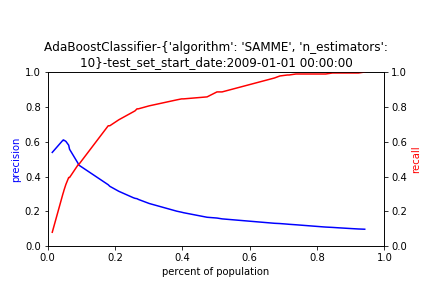 AdaBoostClassifier-{'algorithm': 'SAMME', 'n_estimators':
10}-test_set_start_date:2009-01-01 00:00:00
1.0
0.8
0.6
0.4
0.2
0.0
precision
1.0
0.8
0.6
0.4
0.2
0.0
recall
0.0 0.2 0.4 0.6 0.8 1.0
percent of population